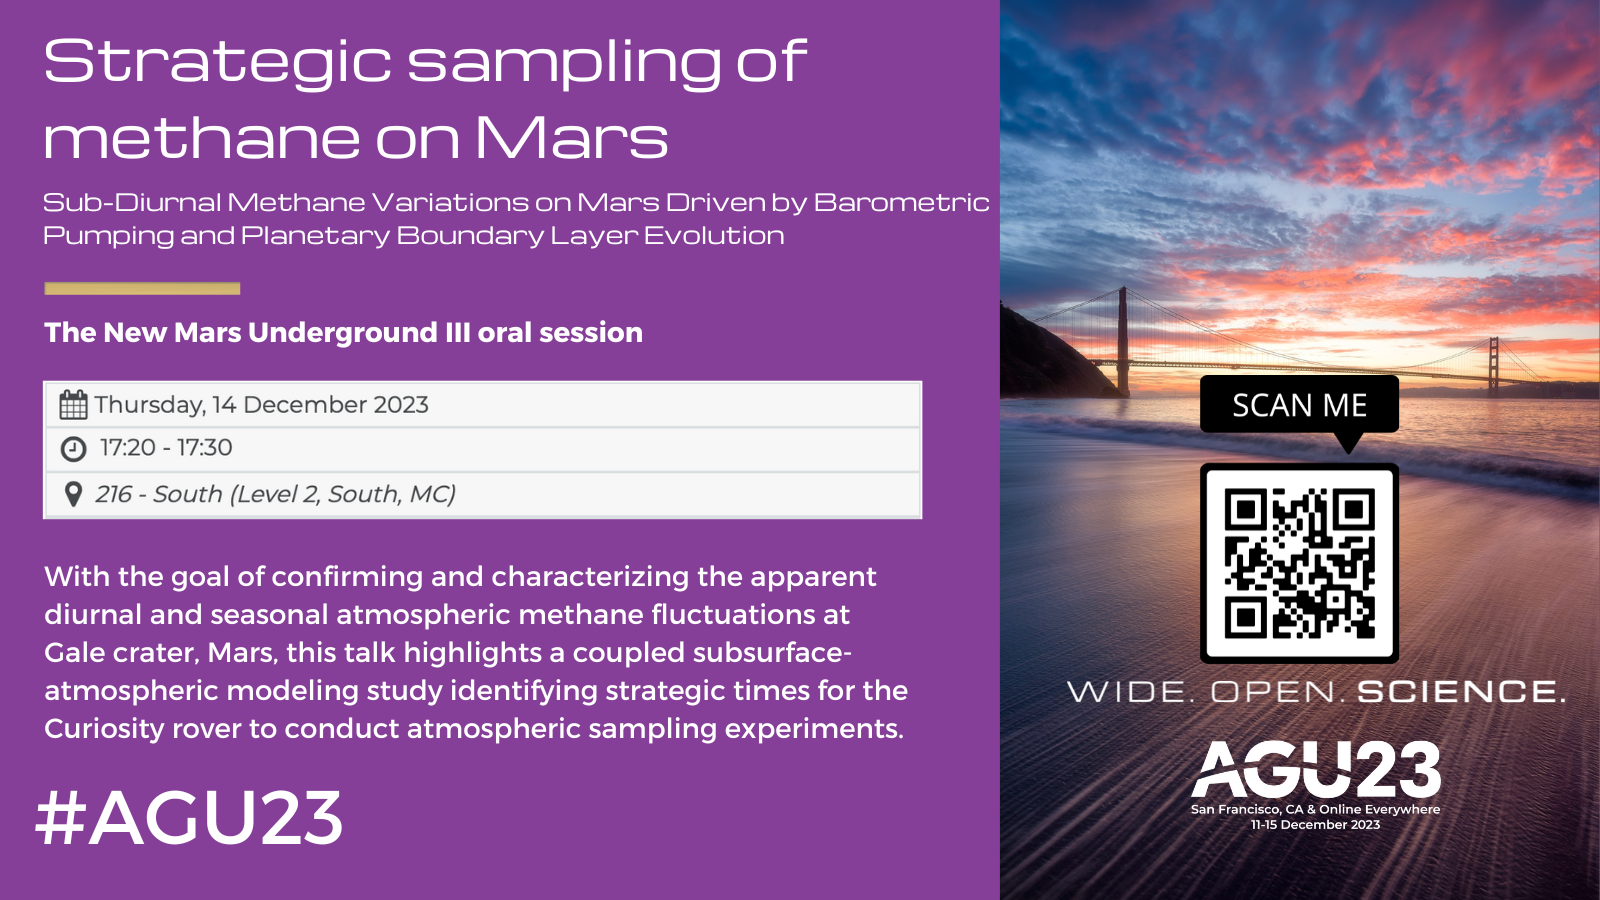 Strategic sampling of
methane on Mars
Sub-Diurnal Methane Variations on Mars Driven by Barometric
Pumping and Planetary Boundary Layer Evolution
The New Mars Underground III oral session
Thursday, 14 December 2023
17:20 - 17:30
216 - South (Level 2, South, MC)
With the goal of confirming and characterizing the apparent
diurnal and seasonal atmospheric methane fluctuations at
Gale crater, Mars, this talk highlights a coupled subsurface-
atmospheric modeling study identifying strategic times for the
Curiosity rover to conduct atmospheric sampling experiments.
#AGU23
SCAN ME
WIDE. OPEN. SCIENCE.
AGU23
San Francisco, CA & Online Everywhere
11-15 December 2023